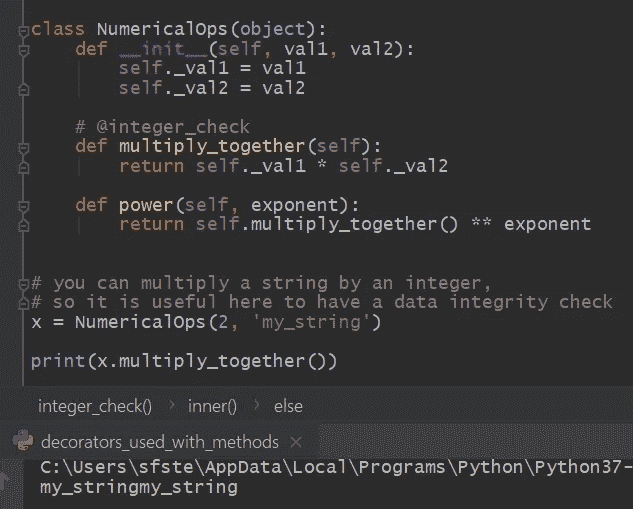 class NumericalOps(object):
def __init__(self, val1, val2):
self._val1 = val1
self._val2 = val2
# @integer_check
def multiply_together(self):
return self._val1 * self._val2
def power(self, exponent):
return self.multiply_together() ** exponent
# you can multiply a string by an integer,
# so it is useful here to have a data integrity check
x = NumericalOps(2, 'my_string')
print(x.multiply_together())
integer_check() > inner() > else
decorators_used_with_methods ×
C:\Users\sfste\AppData\Local\Programs\Python\Python37-
my_stringmy_string